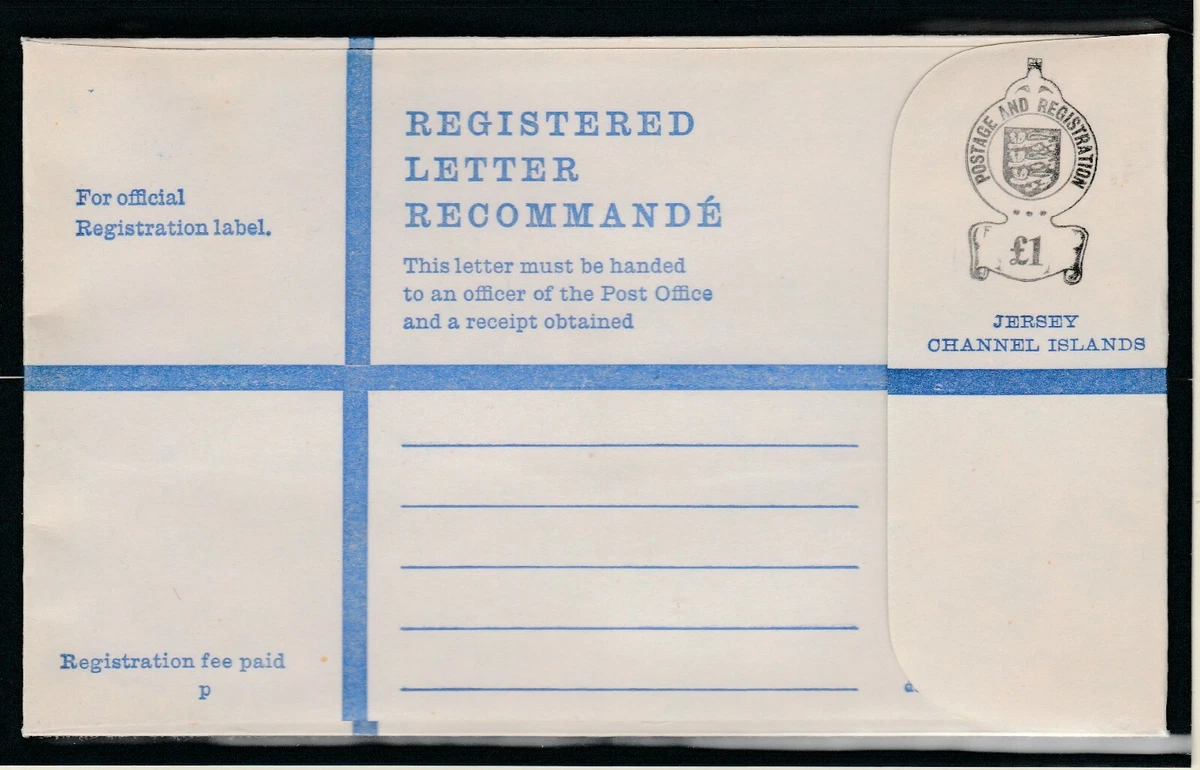 For official
Registration label.
REGISTERED
LETTER
RECOMMANDÉ
This letter must be handed
to an officer of the Post Office
and a receipt obtained
POSTAGE AND REGISTRATION
F
£1
JERSEY
CHANNEL ISLANDS
Registration fee paid
p